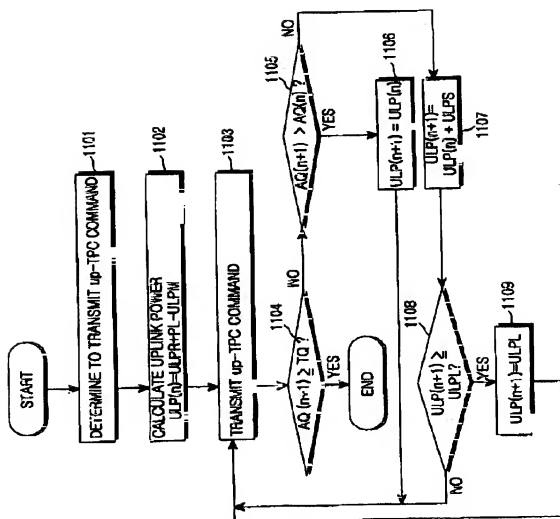 START
1101
DETERMINE TO TRANSMIT up-TPC COMMAND
1102
CALCULATE UPLINK POWER
ULP(n)=ULPR+PL-ULPM
1103
TRANSMIT up-TPC COMMAND
1104
AQ (n+1) ≧ TQ ?
NO
YES
END
1105
AQ(n+1) > AQ(n) ?
NO
YES
1106
ULP(n+1) = ULP(n)
ULP(n+1)=
ULP(n) + ULPS
1107
1108
ULP(n+1) ≧
ULPL?
NO
YES
1109
ULP(n+1)=ULPL